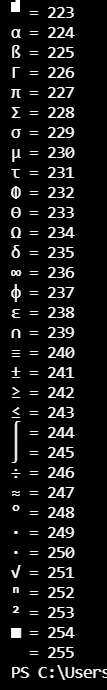 ▀ = 223
α = 224
ß = 225
Γ = 226
π = 227
Σ = 228
σ = 229
µ = 230
τ = 231
Φ = 232
Θ = 233
Ω = 234
δ = 235
∞ = 236
φ = 237
ε = 238
∩ = 239
≡ = 240
± = 241
≥ = 242
≤ = 243
⌠ = 244
⌡ = 245
÷ = 246
≈ = 247
° = 248
∙ = 249
· = 250
√ = 251
ⁿ = 252
² = 253
■ = 254
  = 255
PS C:\Users